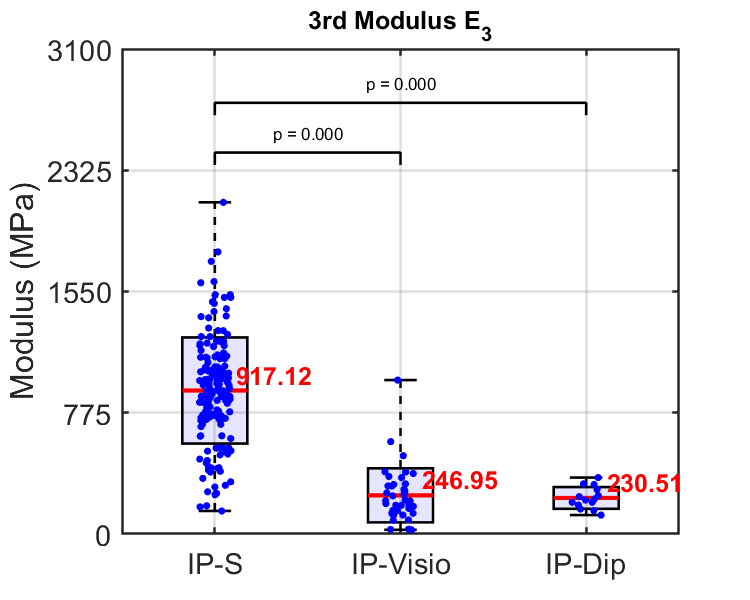 3rd Modulus E3
3100
p = 0.000
p = 0.000
2325
1550
917.12
775
246.95
230.51
0
Modulus (MPa)
IP-S IP-Visio IP-Dip